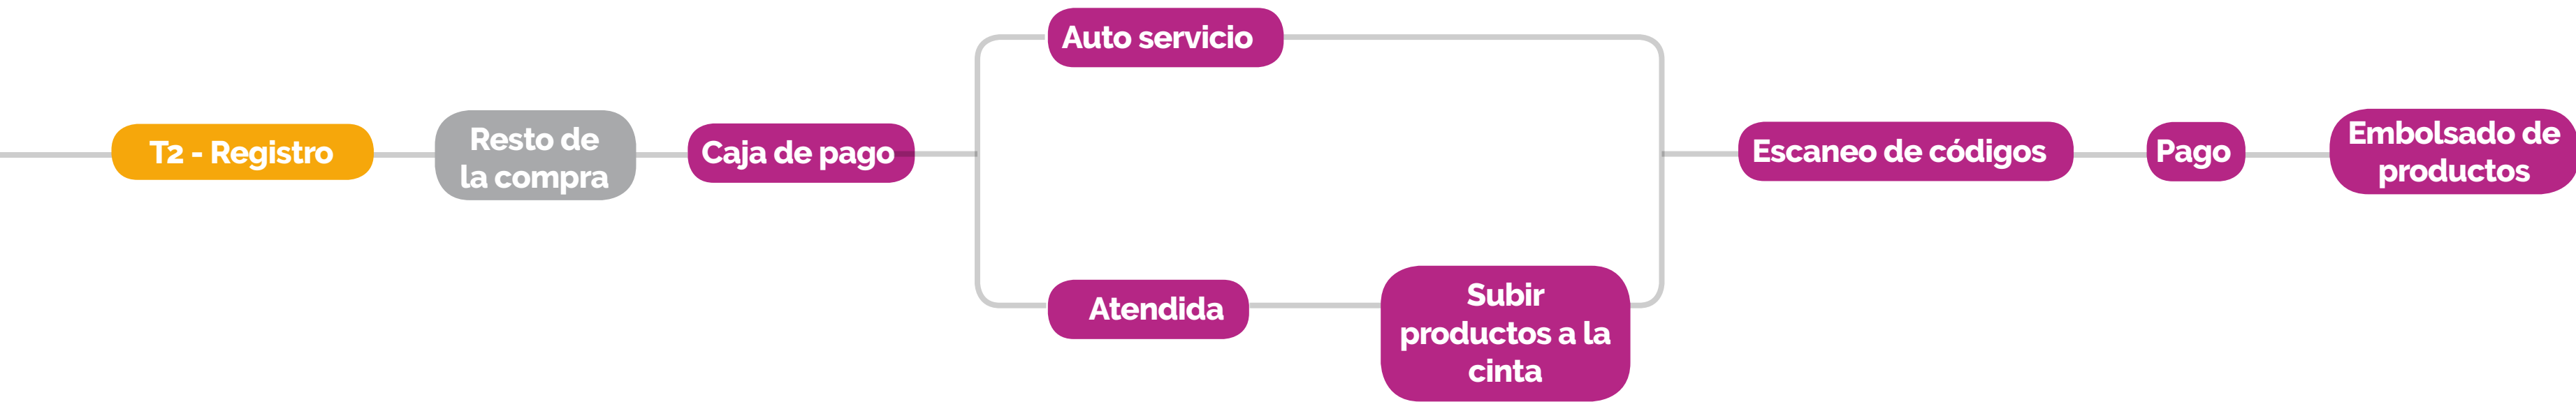 T2 - Registro
Resto de
la compra
Caja de pago
Auto servicio
Atendida
Subir
productos a la
cinta
Escaneo de códigos
Pago
Embolsado de
productos